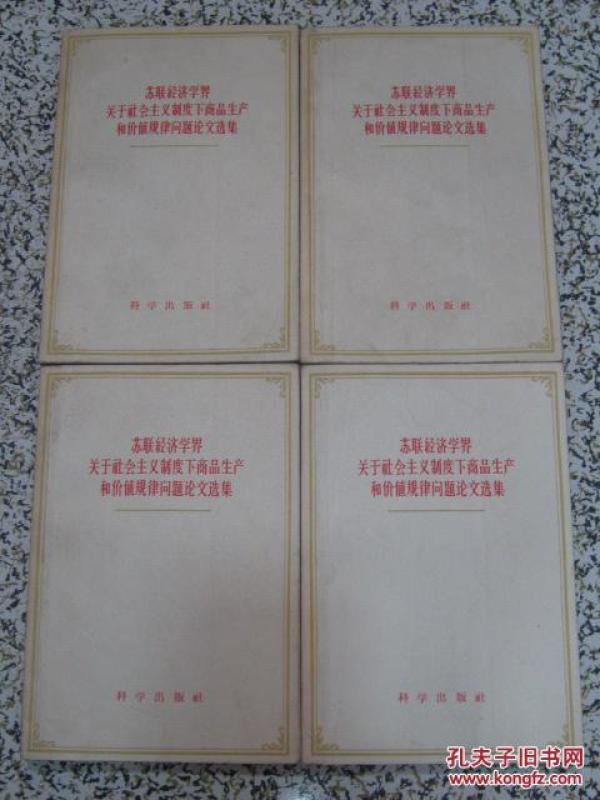 苏联经济学界
关于社会主义制度下商品生产
和价值规律问题论文选集
科学出版社
苏联经济学界
关于社会主义制度下商品生产
和价值规律问题论文选集
科学出版社
苏联经济学界
关于社会主义制度下商品生产
和价值规律问题论文选集
科学出版社
苏联经济学界
关于社会主义制度下商品生产
和价值规律问题论文选集
科学出版社
孔夫子旧书网
www.kongfz.com